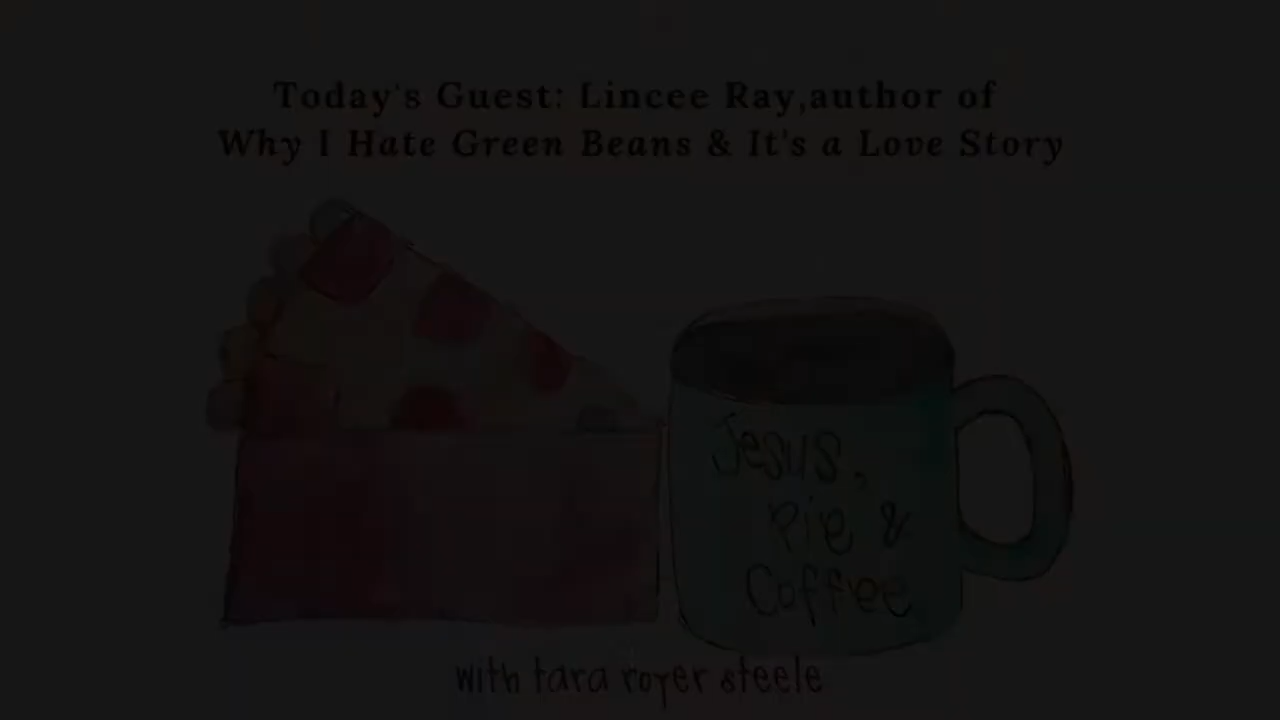 Today's Guest: Lincee Ray,author of
Why I Hate Green Beans & It's a Love Story
Jesus,
Pie &
Coffee
with tara royer steele